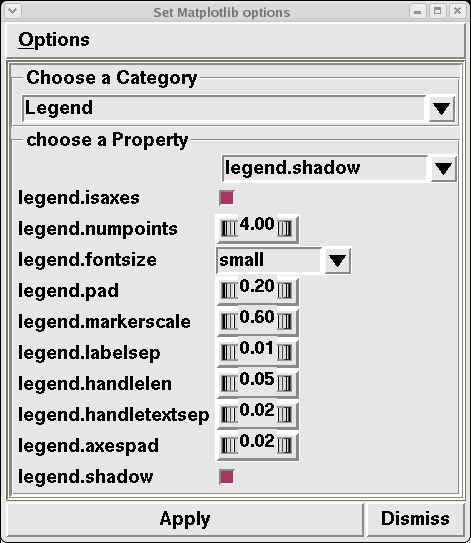 Set Matplotlib options
Options
Choose a Category
Legend
choose a Property
legend.shadow
legend.isaxes
legend.numpoints 4.00
legend.fontsize small
legend.pad 0.20
legend.markerscale 0.60
legend.labelsep 0.01
legend.handlelen 0.05
legend.handletextsep 0.02
legend.axespad 0.02
legend.shadow
Apply Dismiss